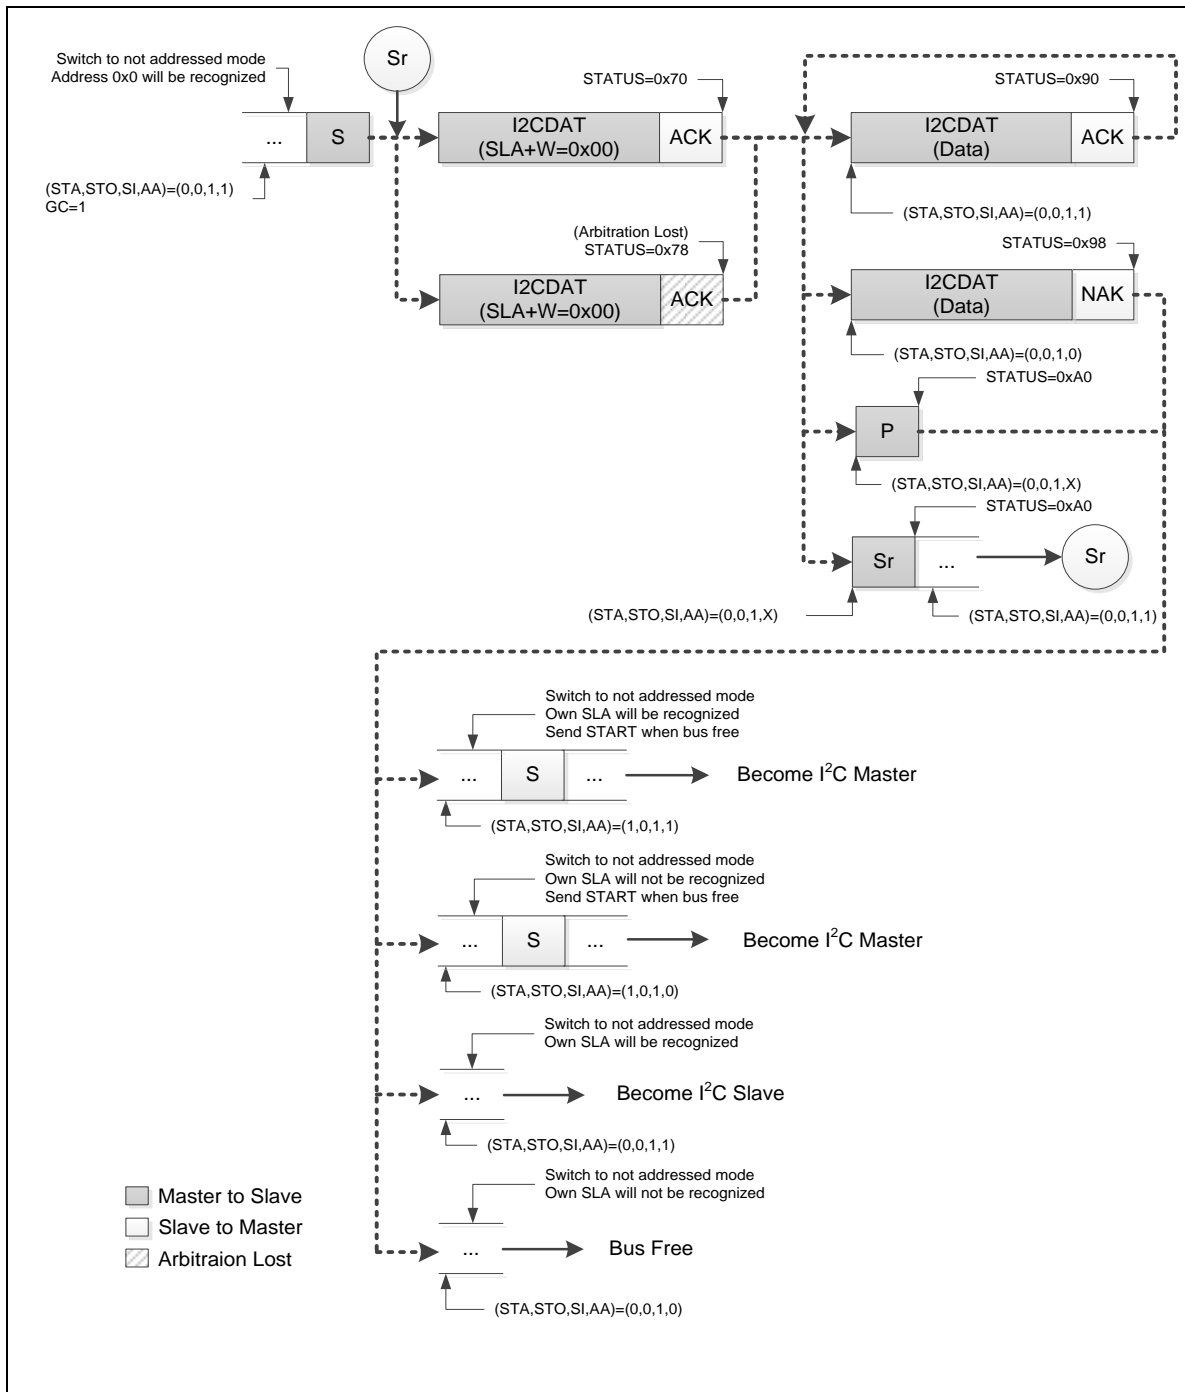 Switch to not addressed mode
Address 0x0 will be recognized
Sr
STATUS=0x70
STATUS=0x90
...
S
I2CDAT
(SLA+W=0x00)
ACK
I2CDAT
(Data)
ACK
(STA,STO,SI,AA)=(0,0,1,1)
GC=1
(STA,STO,SI,AA)=(0,0,1,1)
(Arbitration Lost)
STATUS=0x78
STATUS=0x98
I2CDAT
(SLA+W=0x00)
ACK
I2CDAT
(Data)
NAK
(STA,STO,SI,AA)=(0,0,1,0)
STATUS=0xA0
P
(STA,STO,SI,AA)=(0,0,1,X)
STATUS=0xA0
Sr
...
Sr
(STA,STO,SI,AA)=(0,0,1,X)
(STA,STO,SI,AA)=(0,0,1,1)
Switch to not addressed mode
Own SLA will be recognized
Send START when bus free
...
S
...
Become I²C Master
(STA,STO,SI,AA)=(1,0,1,1)
Switch to not addressed mode
Own SLA will not be recognized
Send START when bus free
...
S
...
Become I²C Master
(STA,STO,SI,AA)=(1,0,1,0)
Switch to not addressed mode
Own SLA will be recognized
...
Become I²C Slave
(STA,STO,SI,AA)=(0,0,1,1)
Switch to not addressed mode
Own SLA will not be recognized
...
Bus Free
(STA,STO,SI,AA)=(0,0,1,0)
Master to Slave
Slave to Master
Arbitraion Lost